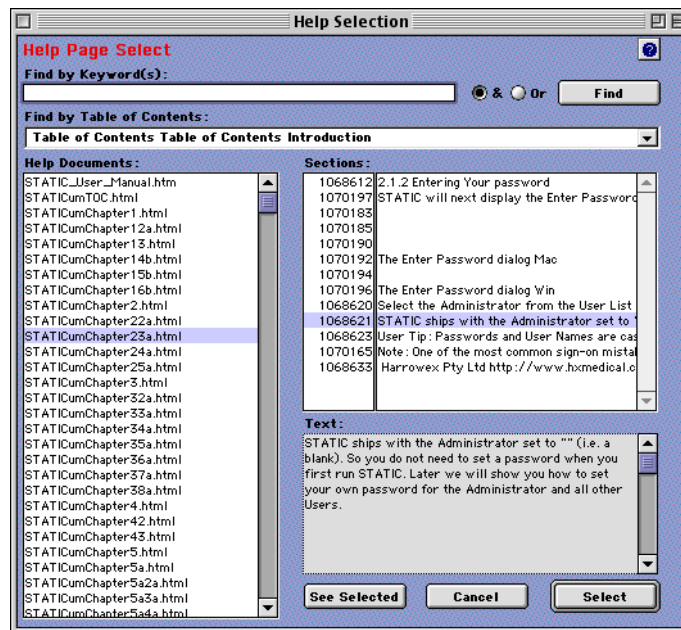 Help Selection
Help Page Select
Find by Keyword(s):
& Or Find
Find by Table of Contents:
Table of Contents Table of Contents Introduction
Help Documents:
STATIC_User_Manual.htm
STATICumTOC.html
STATICumChapter1.html
STATICumChapter12a.html
STATICumChapter13.html
STATICumChapter14b.html
STATICumChapter15b.html
STATICumChapter16b.html
STATICumChapter2.html
STATICumChapter22a.html
STATICumChapter23a.html
STATICumChapter24a.html
STATICumChapter25a.html
STATICumChapter3.html
STATICumChapter32a.html
STATICumChapter33a.html
STATICumChapter34a.html
STATICumChapter35a.html
STATICumChapter36a.html
STATICumChapter37a.html
STATICumChapter38a.html
STATICumChapter4.html
STATICumChapter42.html
STATICumChapter43.html
STATICumChapter5.html
STATICumChapter5a.html
STATICumChapter5a2a.html
STATICumChapter5a3a.html
STATICumChapter5a4a.html
Sections:
1068612 2.1.2 Entering Your password
1070197 STATIC will next display the Enter Password
1070183
1070185
1070190
1070192 The Enter Password dialog Mac
1070194
1070196 The Enter Password dialog Win
1068620 Select the Administrator from the User List
1068621 STATIC ships with the Administrator set to "
1068623 User Tip: Passwords and User Names are cas
1070165 Note: One of the most common sign-on mistal
1068633 Harrowex Pty Ltd http://www.hxmedical.c
Text:
STATIC ships with the Administrator set to "" (i.e. a
blank). So you do not need to set a password when you
first run STATIC. Later we will show you how to set
your own password for the Administrator and all other
Users.
See Selected Cancel Select